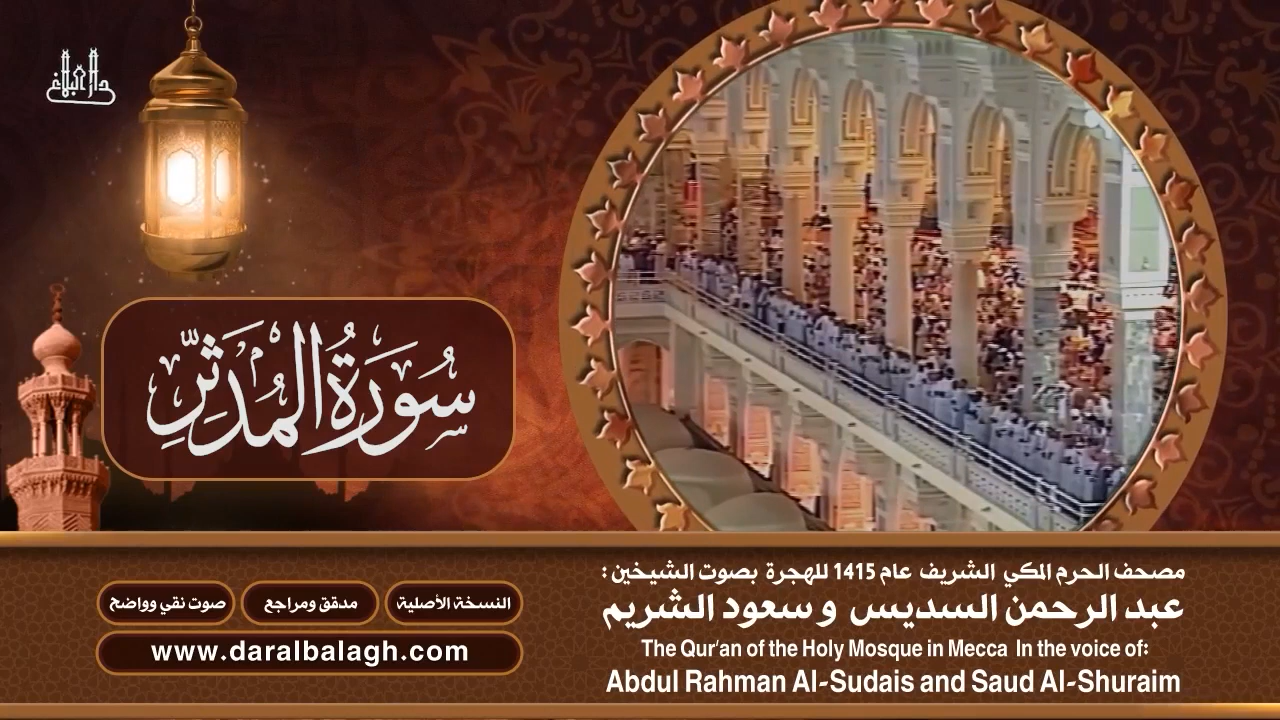 دار البلاغ
سُورَةُ المُدَّثِّرِ
مصحف الحرم المكي الشريف عام 1415 للهجرة بصوت الشيخين :
عبد الرحمن السديس و سعود الشريم
The Qur'an of the Holy Mosque in Mecca In the voice of:
Abdul Rahman Al-Sudais and Saud Al-Shuraim
النسخة الأصلية
مدقق ومراجع
صوت نقي وواضح
www.daralbalagh.com